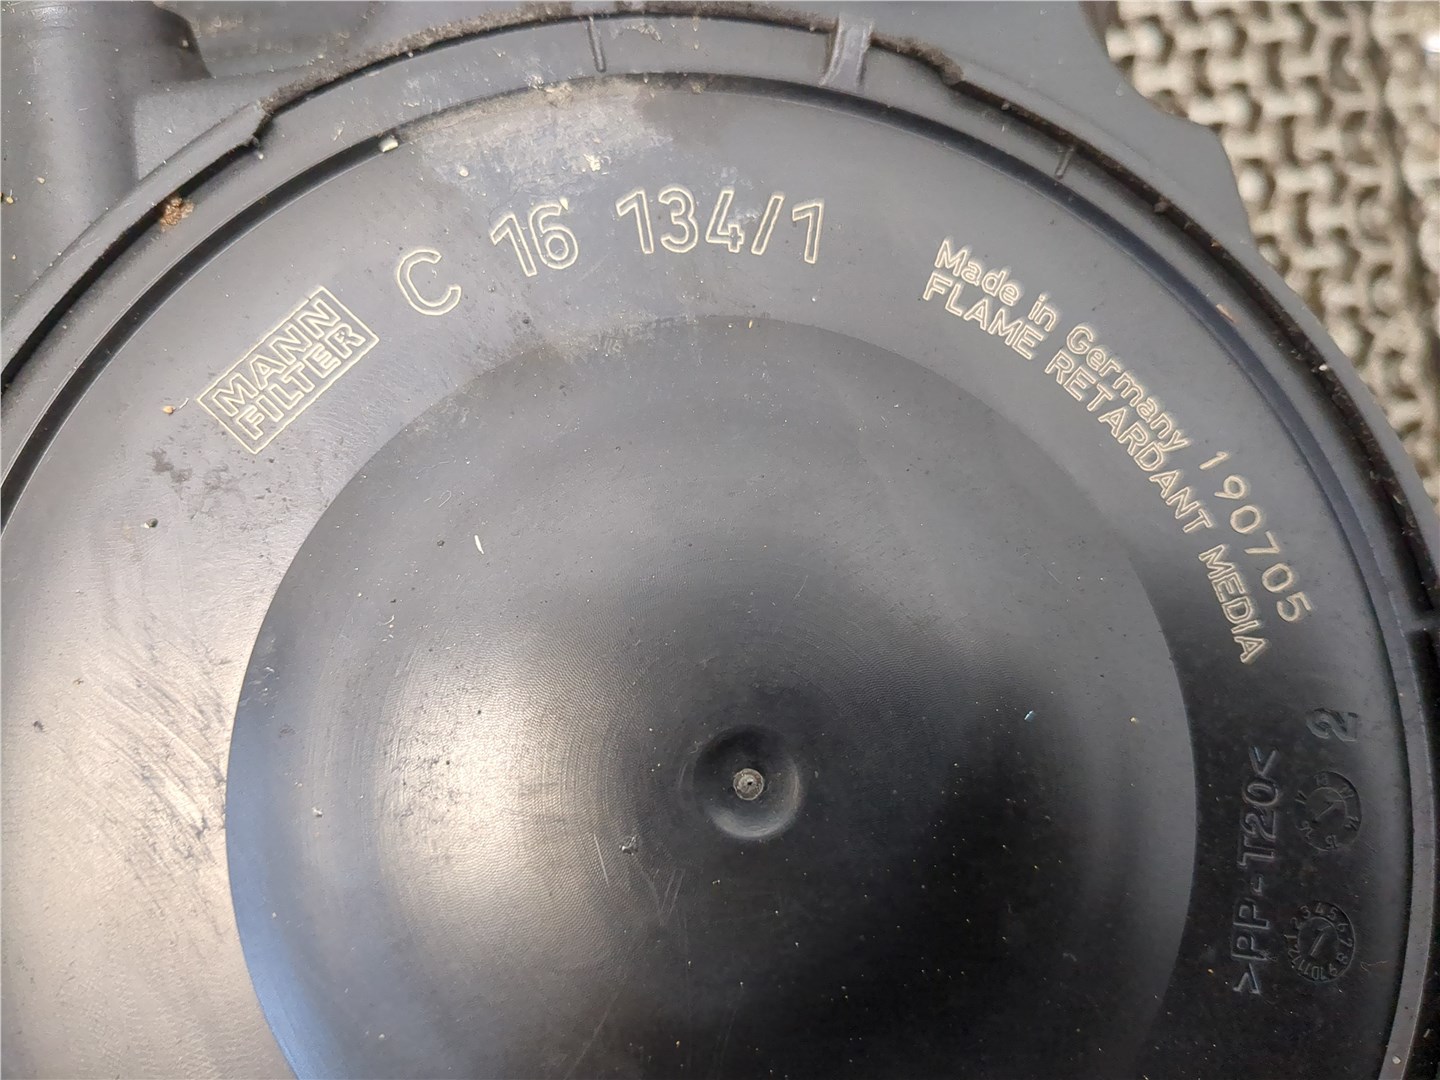 MANN
FILTER
C 16 134/1
Made in Germany 190705
FLAME RETARDANT MEDIA
2
>PP-T20<